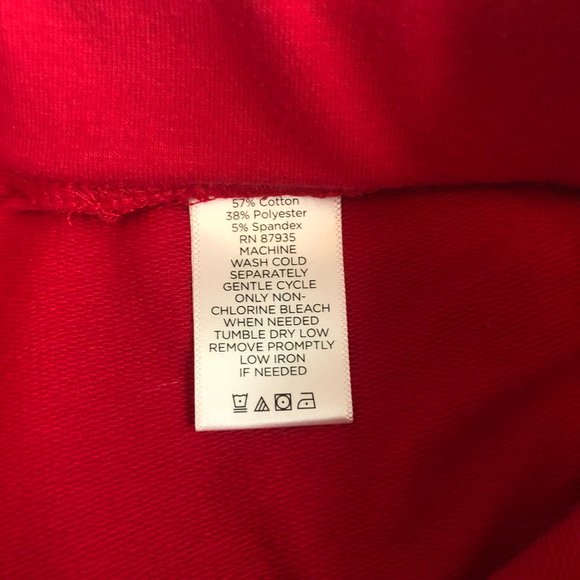 57% Cotton
38% Polyester
5% Spandex
RN 87935
MACHINE
WASH COLD
SEPARATELY
GENTLE CYCLE
ONLY NON-
CHLORINE BLEACH
WHEN NEEDED
TUMBLE DRY LOW
REMOVE PROMPTLY
LOW IRON
IF NEEDED